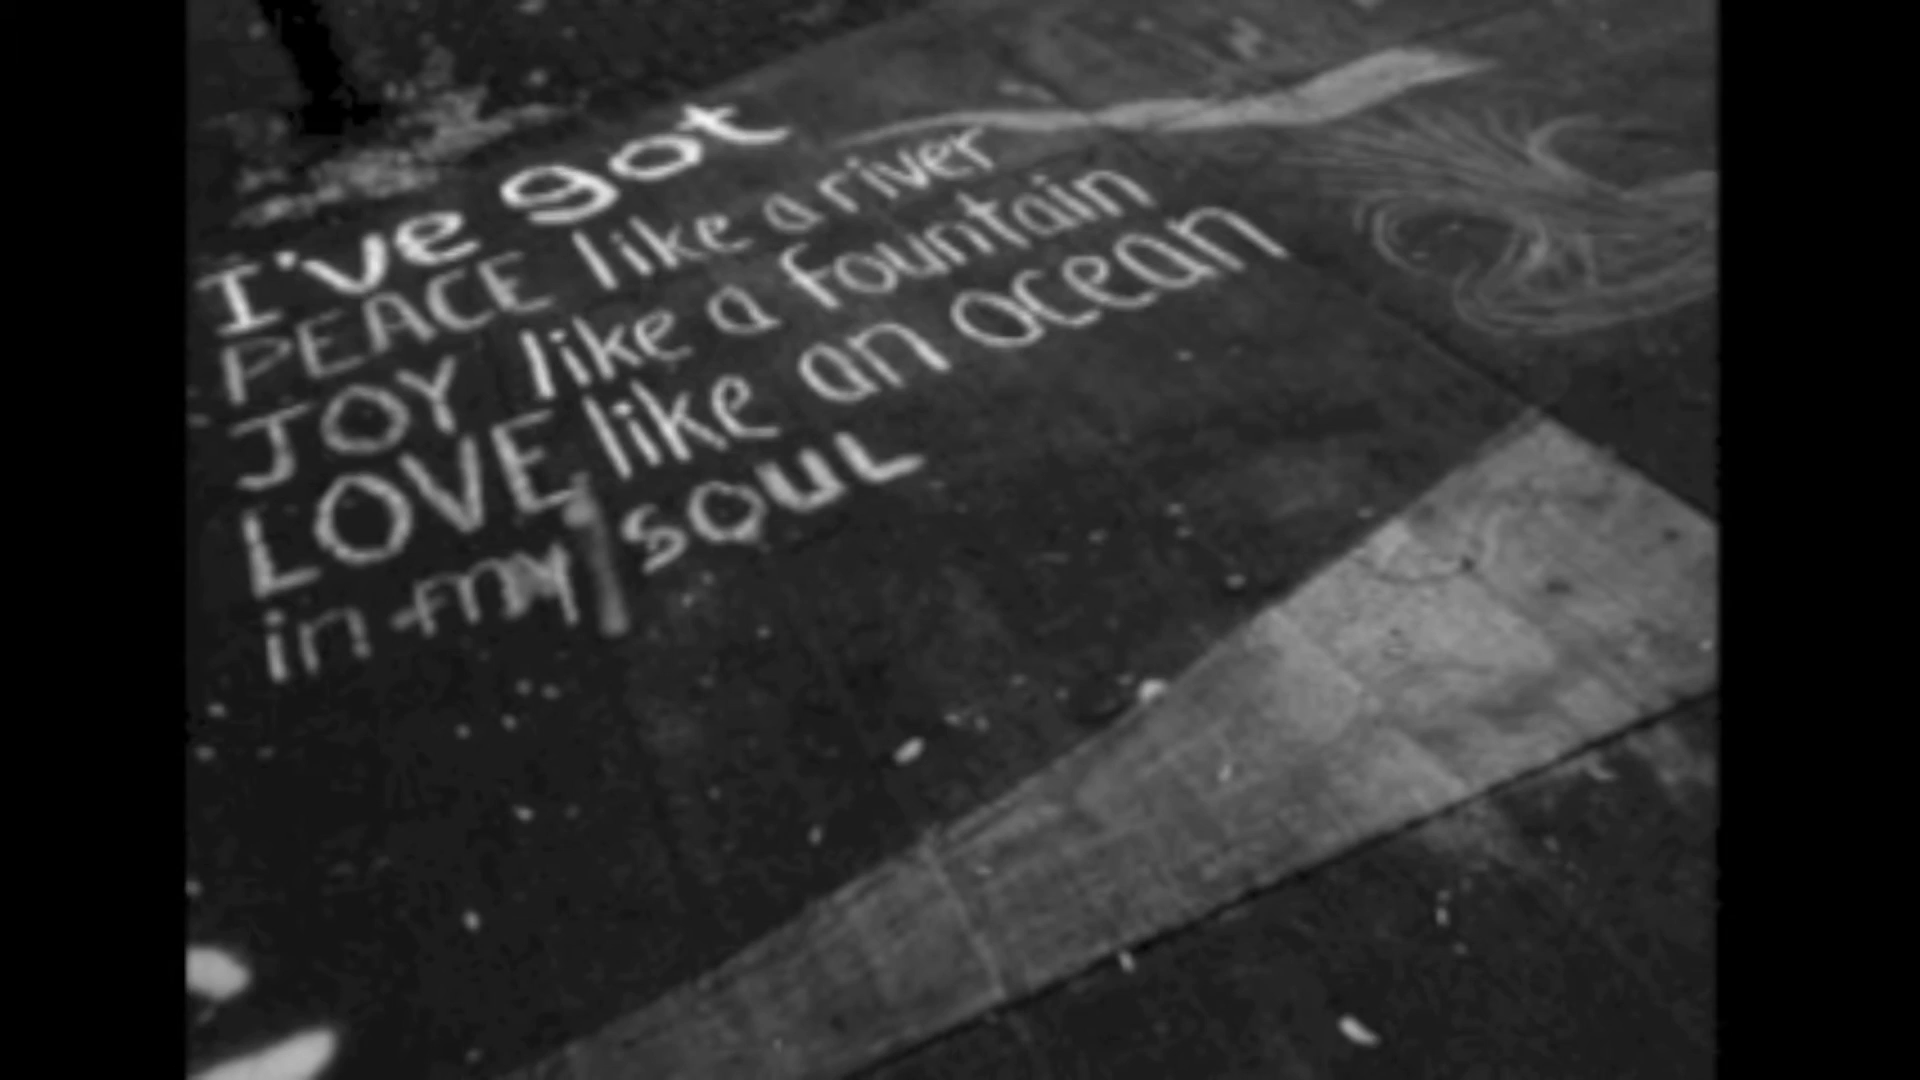 I've got
PEACE like a river
JOY like a fountain
LOVE like an ocean
in my SOUL